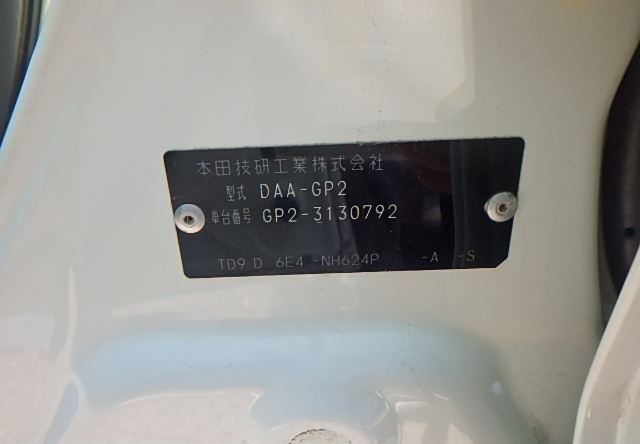 本田技研工業株式会社
型式 DAA-GP2
車台番号 GP2-3130792
TD9 D 6E4 -NH624P -A -S